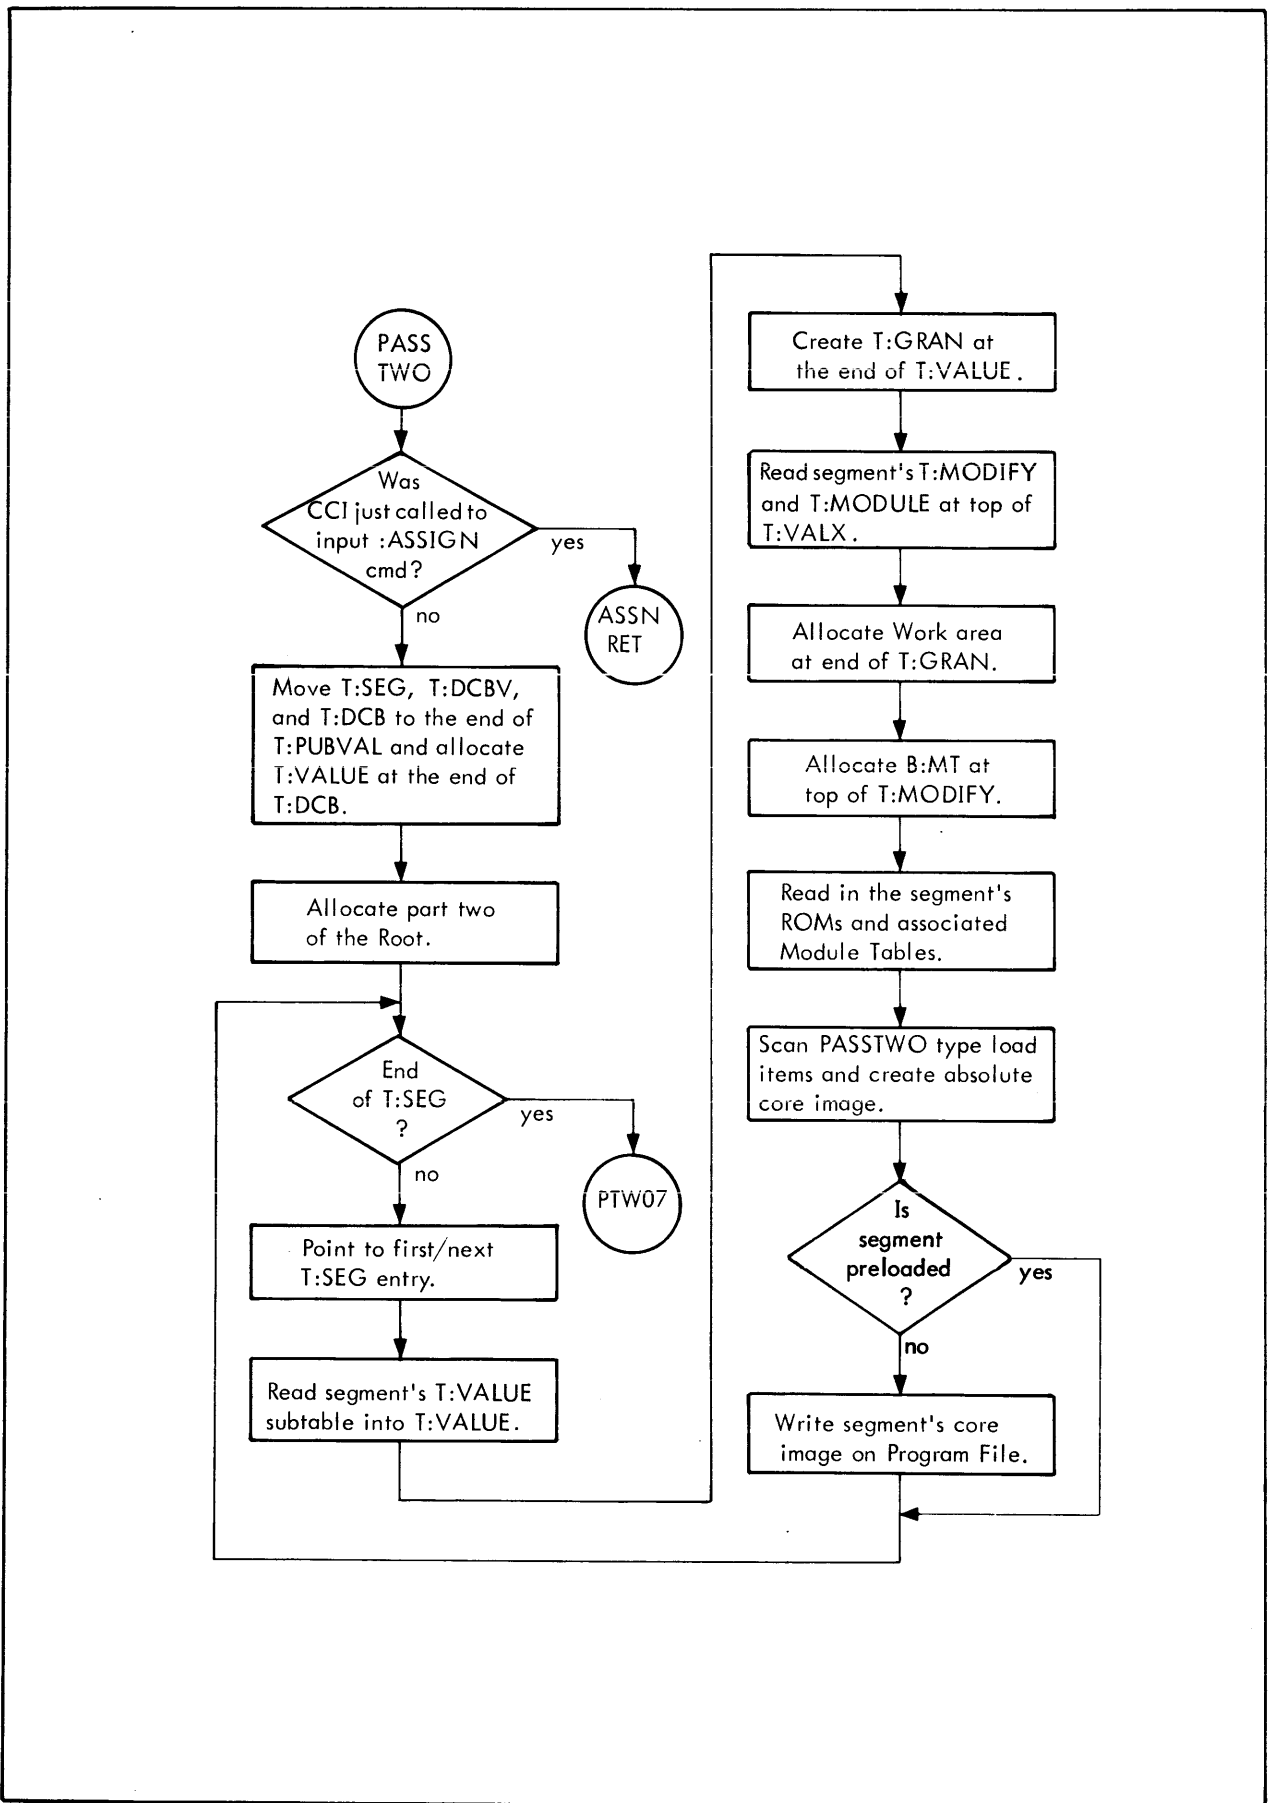 PASS
TWO
Was
CCI just called to
input :ASSIGN
cmd?
yes
no
ASSN
RET
Move T:SEG, T:DCBV,
and T:DCB to the end of
T:PUBVAL and allocate
T:VALUE at the end of
T:DCB.
Allocate part two
of the Root.
End
of T:SEG
?
yes
no
PTW07
Point to first/next
T:SEG entry.
Read segment's T:VALUE
subtable into T:VALUE.
Create T:GRAN at
the end of T:VALUE.
Read segment's T:MODIFY
and T:MODULE at top of
T:VALX.
Allocate Work area
at end of T:GRAN.
Allocate B:MT at
top of T:MODIFY.
Read in the segment's
ROMs and associated
Module Tables.
Scan PASSTWO type load
items and create absolute
core image.
Is
segment
preloaded
?
yes
no
Write segment's core
image on Program File.